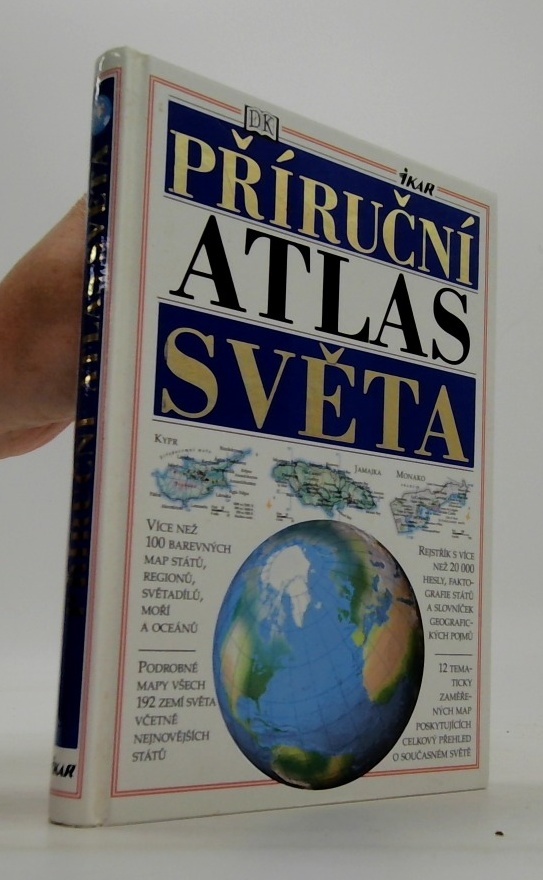 DK
iKAR
PŘÍRUČNÍ
ATLAS
SVĚTA
KYPR
JAMAJKA
MONAKO
VÍCE NEŽ
100 BAREVNÝCH
MAP STÁTŮ,
REGIONŮ,
SVĚTADÍLŮ,
MOŘÍ
A OCEÁNŮ
PODROBNÉ
MAPY VŠECH
192 ZEMÍ SVĚTA
VČETNĚ
NEJNOVĚJŠÍCH
STÁTŮ
REJSTŘÍK S VÍCE
NEŽ 20 000
HESLY, FAKTO-
GRAFIE STÁTŮ
A SLOVNÍČEK
GEOGRAFIC-
KÝCH POJMŮ
12 TEMA-
TICKY
ZAMĚŘE-
NÝCH MAP
POSKYTUJÍCÍCH
CELKOVÝ PŘEHLED
O SOUČASNÉM SVĚTĚ